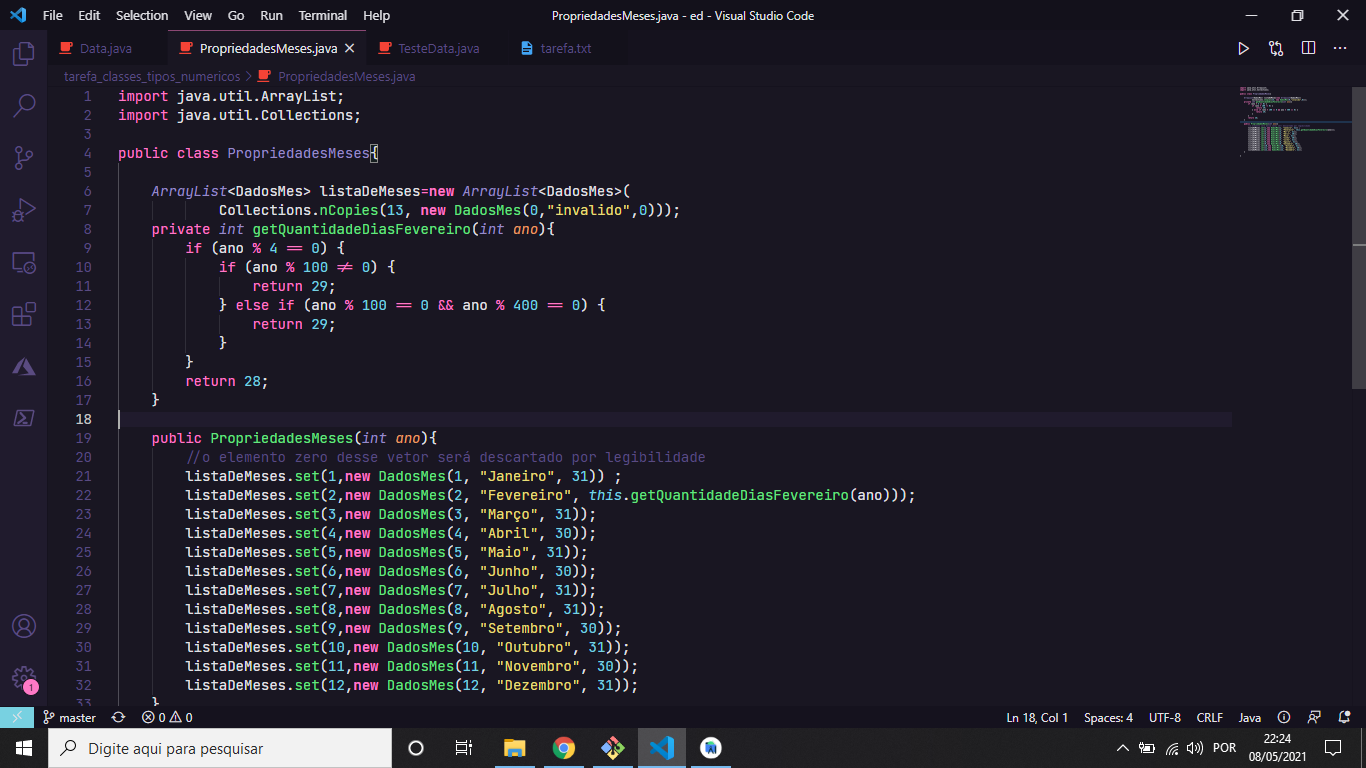 File Edit Selection View Go Run Terminal Help
PropriedadesMeses.java - ed - Visual Studio Code
Data.java PropriedadesMeses.java TesteData.java tarefa.txt
tarefa_classes_tipos_numericos > PropriedadesMeses.java
1 import java.util.ArrayList;
2 import java.util.Collections;
3
4 public class PropriedadesMeses{
5
6 ArrayList<DadosMes> listaDeMeses=new ArrayList<DadosMes>(
7 Collections.nCopies(13, new DadosMes(0,"invalido",0)));
8 private int getQuantidadeDiasFevereiro(int ano){
9 if (ano % 4 == 0) {
10 if (ano % 100 != 0) {
11 return 29;
12 } else if (ano % 100 == 0 && ano % 400 == 0) {
13 return 29;
14 }
15 }
16 return 28;
17 }
18
19 public PropriedadesMeses(int ano){
20 //o elemento zero desse vetor será descartado por legibilidade
21 listaDeMeses.set(1,new DadosMes(1, "Janeiro", 31)) ;
22 listaDeMeses.set(2,new DadosMes(2, "Fevereiro", this.getQuantidadeDiasFevereiro(ano)));
23 listaDeMeses.set(3,new DadosMes(3, "Março", 31));
24 listaDeMeses.set(4,new DadosMes(4, "Abril", 30));
25 listaDeMeses.set(5,new DadosMes(5, "Maio", 31));
26 listaDeMeses.set(6,new DadosMes(6, "Junho", 30));
27 listaDeMeses.set(7,new DadosMes(7, "Julho", 31));
28 listaDeMeses.set(8,new DadosMes(8, "Agosto", 31));
29 listaDeMeses.set(9,new DadosMes(9, "Setembro", 30));
30 listaDeMeses.set(10,new DadosMes(10, "Outubro", 31));
31 listaDeMeses.set(11,new DadosMes(11, "Novembro", 30));
32 listaDeMeses.set(12,new DadosMes(12, "Dezembro", 31));
33 }
1
master 0 0 Ln 18, Col 1 Spaces: 4 UTF-8 CRLF Java
Digite aqui para pesquisar
POR
22:24
08/05/2021